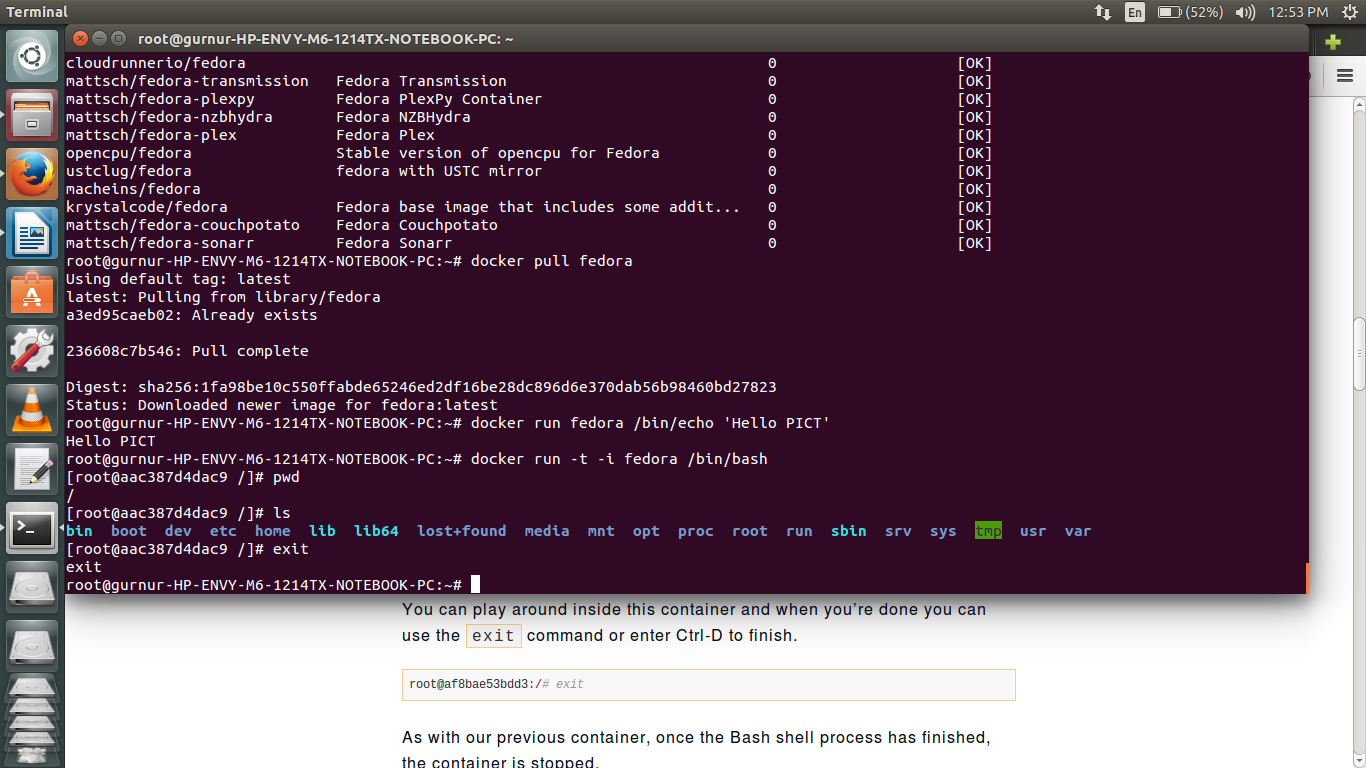 Terminal
En
(52%)
12:53 PM
root@gurnur-HP-ENVY-M6-1214TX-NOTEBOOK-PC: ~
cloudrunnerio/fedora 0 [OK]
mattsch/fedora-transmission Fedora Transmission 0 [OK]
mattsch/fedora-plexpy Fedora PlexPy Container 0 [OK]
mattsch/fedora-nzbhydra Fedora NZBHydra 0 [OK]
mattsch/fedora-plex Fedora Plex 0 [OK]
opencpu/fedora Stable version of opencpu for Fedora 0 [OK]
ustclug/fedora fedora with USTC mirror 0 [OK]
macheins/fedora 0 [OK]
krystalcode/fedora Fedora base image that includes some addit... 0 [OK]
mattsch/fedora-couchpotato Fedora Couchpotato 0 [OK]
mattsch/fedora-sonarr Fedora Sonarr 0 [OK]
root@gurnur-HP-ENVY-M6-1214TX-NOTEBOOK-PC:~# docker pull fedora
Using default tag: latest
latest: Pulling from library/fedora
a3ed95caeb02: Already exists
236608c7b546: Pull complete
Digest: sha256:1fa98be10c550ffabde65246ed2df16be28dc896d6e370dab56b98460bd27823
Status: Downloaded newer image for fedora:latest
root@gurnur-HP-ENVY-M6-1214TX-NOTEBOOK-PC:~# docker run fedora /bin/echo 'Hello PICT'
Hello PICT
root@gurnur-HP-ENVY-M6-1214TX-NOTEBOOK-PC:~# docker run -t -i fedora /bin/bash
[root@aac387d4dac9 /]# pwd
/
[root@aac387d4dac9 /]# ls
bin boot dev etc home lib lib64 lost+found media mnt opt proc root run sbin srv sys tmp usr var
[root@aac387d4dac9 /]# exit
exit
root@gurnur-HP-ENVY-M6-1214TX-NOTEBOOK-PC:~#
You can play around inside this container and when you’re done you can
use the exit command or enter Ctrl-D to finish.
root@af8bae53bdd3:/# exit
As with our previous container, once the Bash shell process has finished,
the container is stopped.